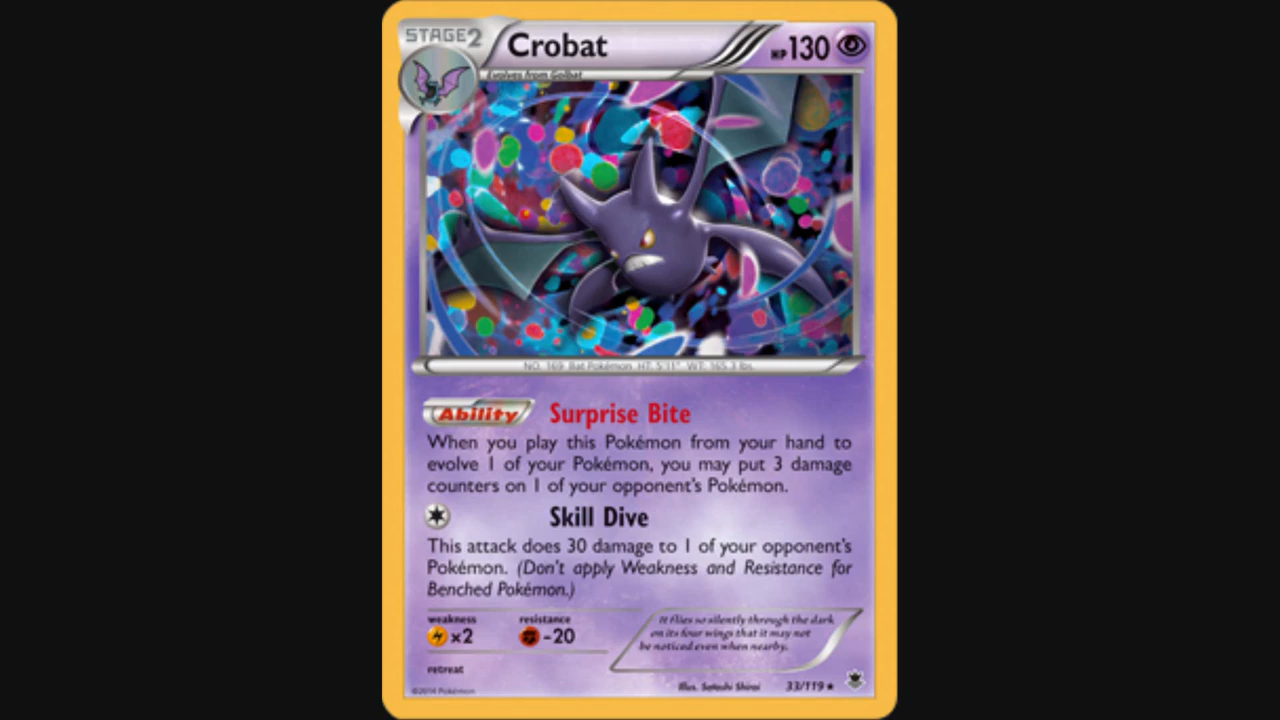 STAGE2
Crobat
HP130
Evolves from Golbat
NO. 169 Bat Pokémon HT: 5'11" WT: 165.3 lbs.
Ability Surprise Bite
When you play this Pokémon from your hand to
evolve 1 of your Pokémon, you may put 3 damage
counters on 1 of your opponent's Pokémon.
Skill Dive
This attack does 30 damage to 1 of your opponent's
Pokémon. (Don't apply Weakness and Resistance for
Benched Pokémon.)
weakness
×2
resistance
-20
retreat
It flies so silently through the dark
on its four wings that it may not
be noticed even when nearby.
©2014 Pokémon
Illus. Satoshi Shirai
33/119